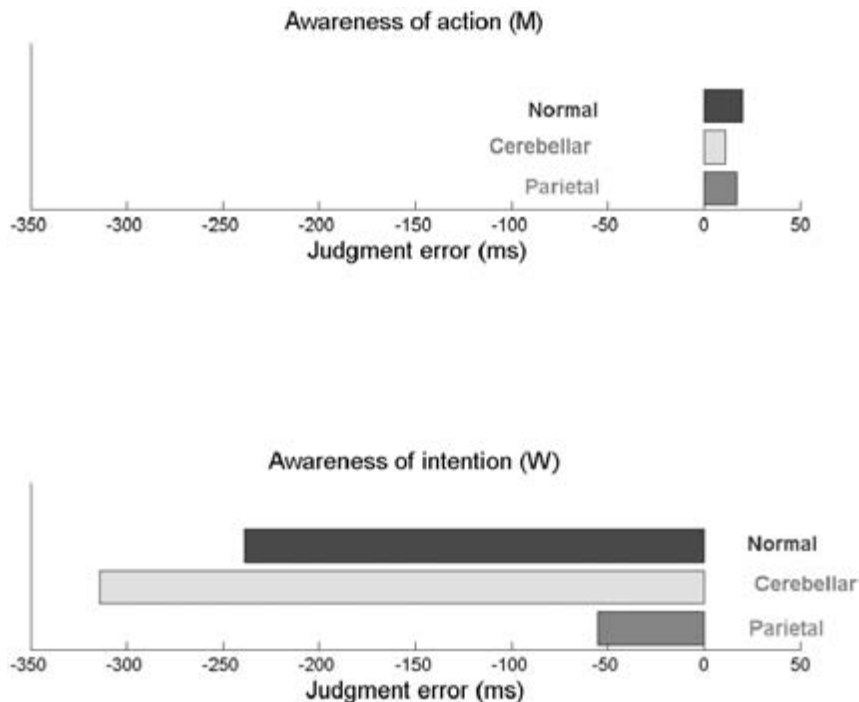 Awareness of action (M)
Normal
Cerebellar
Parietal
-350 -300 -250 -200 -150 -100 -50 0 50
Judgment error (ms)
Awareness of intention (W)
Normal
Cerebellar
Parietal
-350 -300 -250 -200 -150 -100 -50 0 50
Judgment error (ms)